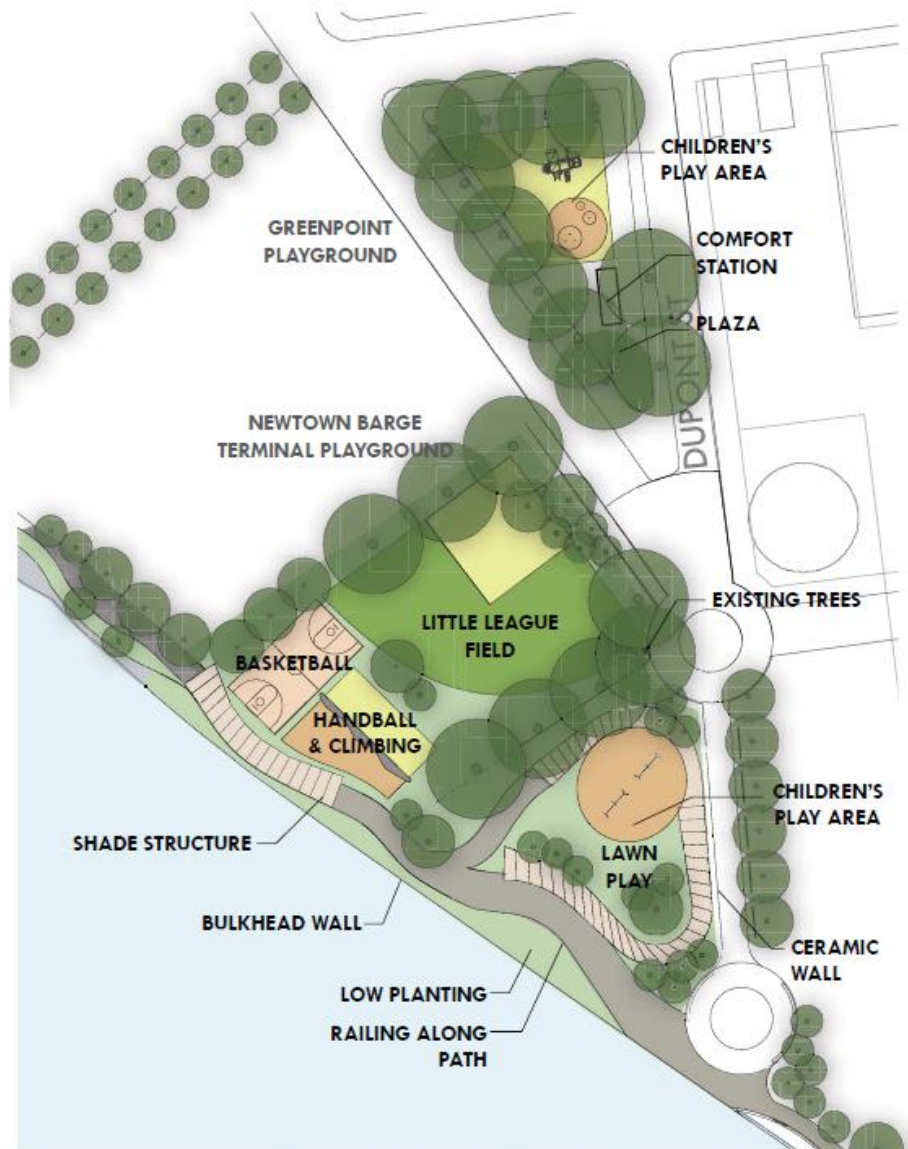 CHILDREN'S
PLAY AREA
GREENPOINT
PLAYGROUND
COMFORT
STATION
PLAZA
DUPONT ST
NEWTOWN BARGE
TERMINAL PLAYGROUND
EXISTING TREES
LITTLE LEAGUE
FIELD
BASKETBALL
HANDBALL
& CLIMBING
CHILDREN'S
PLAY AREA
SHADE STRUCTURE
LAWN
PLAY
BULKHEAD WALL
CERAMIC
WALL
LOW PLANTING
RAILING ALONG
PATH